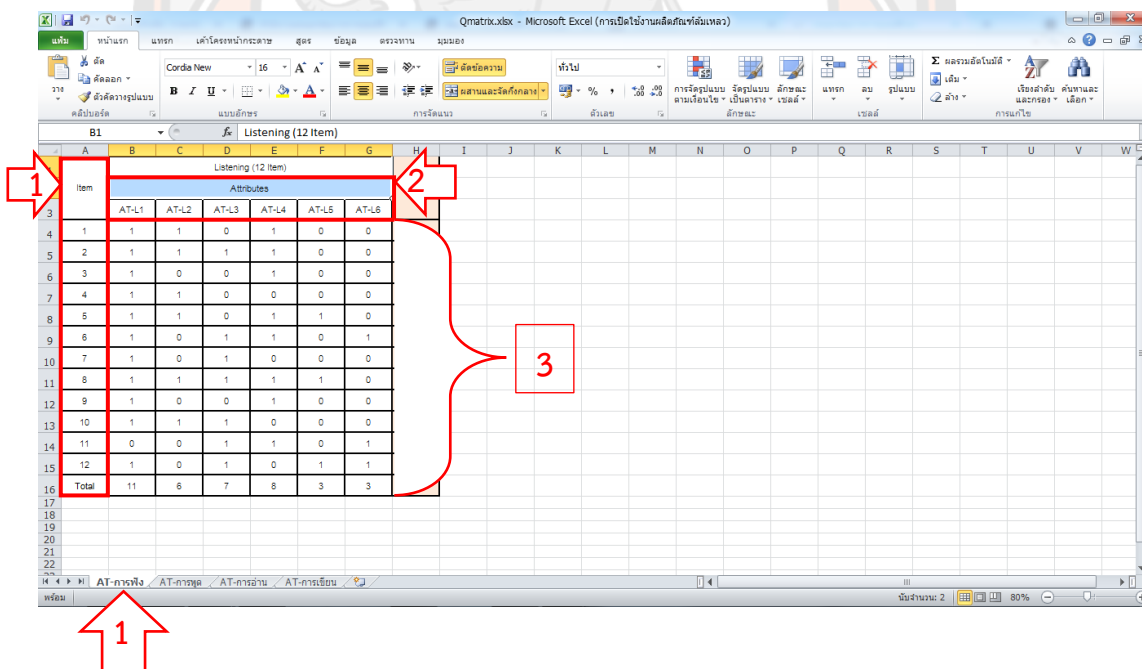 Qmatrix.xlsx - Microsoft Excel (การเปิดใช้งานผลิตภัณฑ์ล้มเหลว)
แฟ้ม หน้าแรก แทรก เค้าโครงหน้ากระดาษ สูตร ข้อมูล ตรวจทาน มุมมอง
ตัด
คัดลอก
ตัวคัดวางรูปแบบ
วาง
คลิปบอร์ด
Cordia New 16 A A
B I U A
แบบอักษร
ตัดข้อความ
ผสานและจัดกึ่งกลาง
การจัดแนว
ทั่วไป
% ,
ตัวเลข
การจัดรูปแบบตามเงื่อนไข
จัดรูปแบบเป็นตาราง
ลักษณะเซลล์
ลักษณะ
แทรก ลบ รูปแบบ
เซลล์
Σ ผลรวมอัตโนมัติ
เติม
ล้าง
เรียงลำดับและกรอง
ค้นหาและเลือก
การแก้ไข
B1 fx Listening (12 Item)
A B C D E F G H I J K L M N O P Q R S T U V W
Item Listening (12 Item)
1 Attributes 2
3 AT-L1 AT-L2 AT-L3 AT-L4 AT-L5 AT-L6
4 1 1 1 0 1 0 0
5 2 1 1 1 1 0 0
6 3 1 0 0 1 0 0
7 4 1 1 0 0 0 0
8 5 1 1 0 1 1 0
9 6 1 0 1 1 0 1
10 7 1 0 1 0 0 0
3
11 8 1 1 1 1 1 0
12 9 1 0 0 1 0 0
13 10 1 1 1 0 0 0
14 11 0 0 1 1 0 1
15 12 1 0 1 0 1 1
16 Total 11 6 7 8 3 3
17
18
19
20
21
22
AT-การฟัง AT-การพูด AT-การอ่าน AT-การเขียน
พร้อม นับจำนวน: 2 80%
1